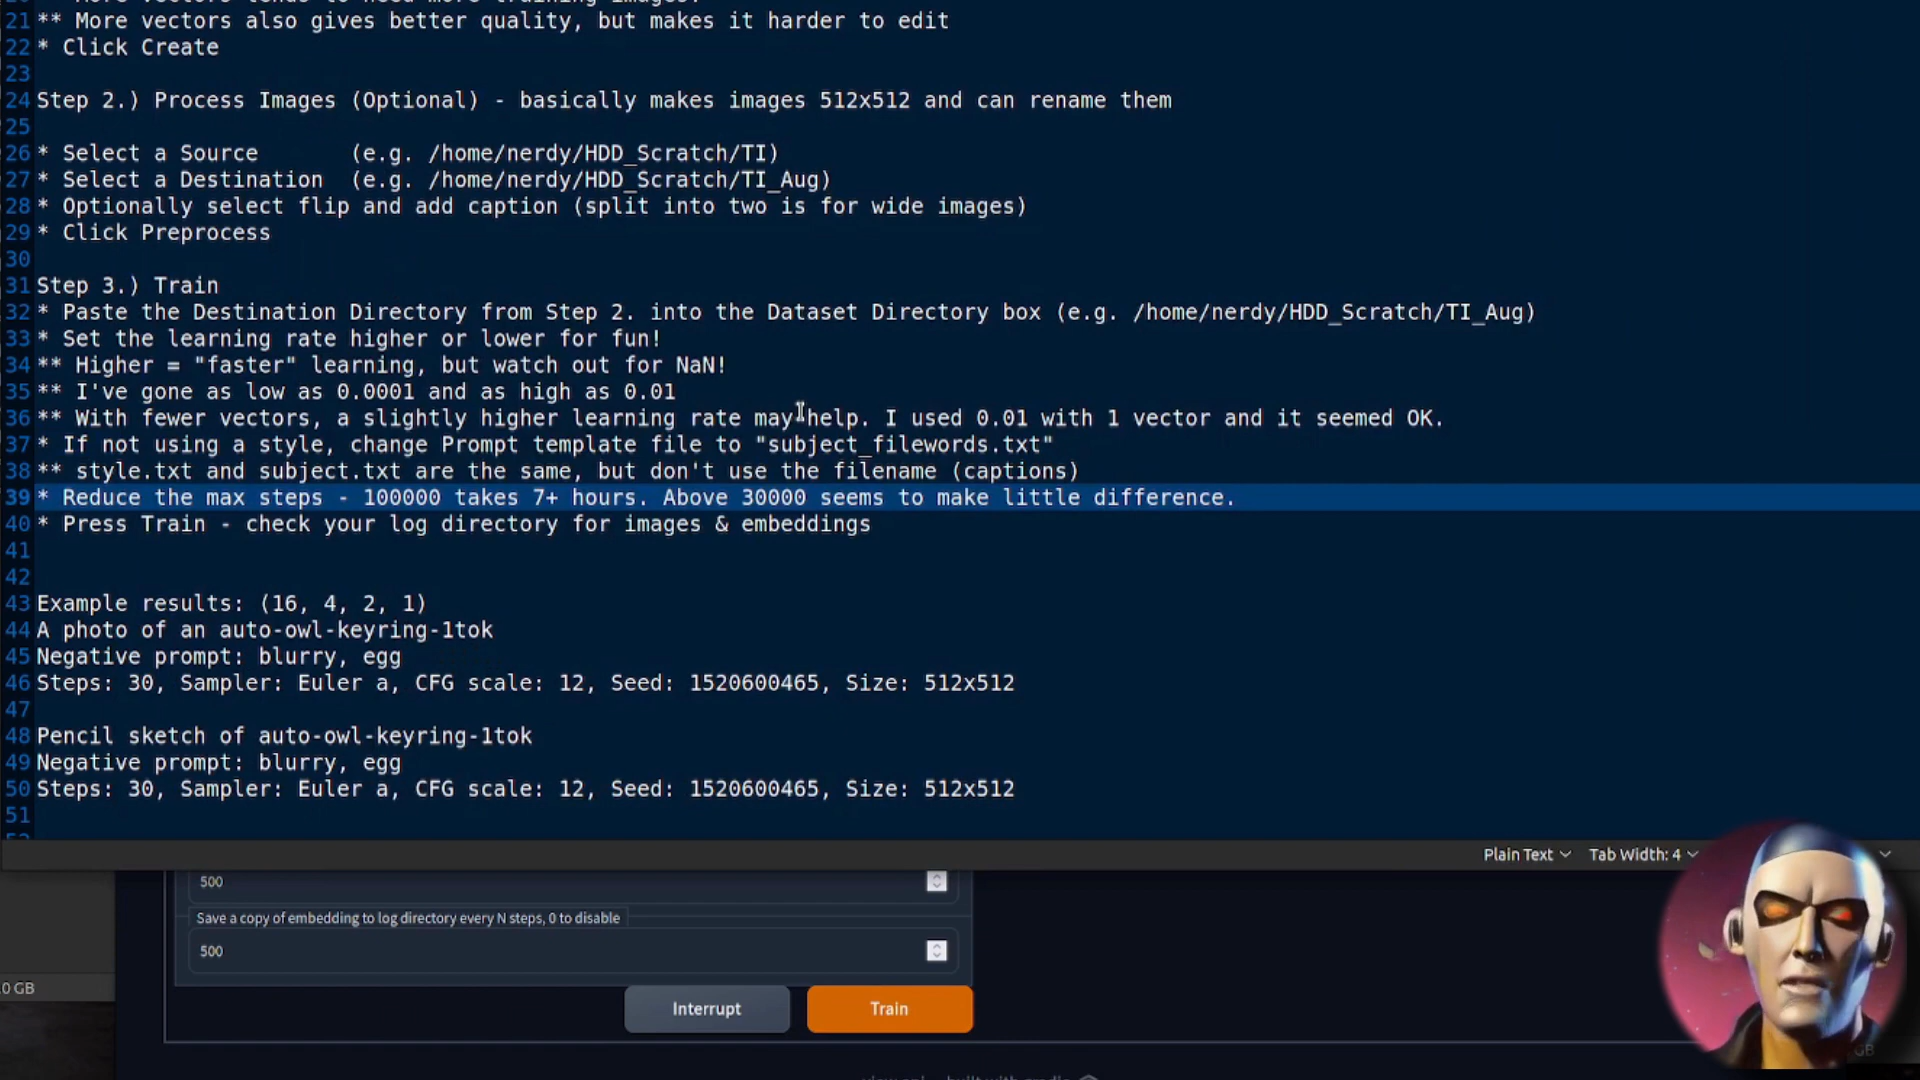 21 ** More vectors also gives better quality, but makes it harder to edit
22 * Click Create
23
24 Step 2.) Process Images (Optional) - basically makes images 512x512 and can rename them
25
26 * Select a Source       (e.g. /home/nerdy/HDD_Scratch/TI)
27 * Select a Destination  (e.g. /home/nerdy/HDD_Scratch/TI_Aug)
28 * Optionally select flip and add caption (split into two is for wide images)
29 * Click Preprocess
30
31 Step 3.) Train
32 * Paste the Destination Directory from Step 2. into the Dataset Directory box (e.g. /home/nerdy/HDD_Scratch/TI_Aug)
33 * Set the learning rate higher or lower for fun!
34 ** Higher = "faster" learning, but watch out for NaN!
35 ** I've gone as low as 0.0001 and as high as 0.01
36 ** With fewer vectors, a slightly higher learning rate may help. I used 0.01 with 1 vector and it seemed OK.
37 * If not using a style, change Prompt template file to "subject_filewords.txt"
38 ** style.txt and subject.txt are the same, but don't use the filename (captions)
39 * Reduce the max steps - 100000 takes 7+ hours. Above 30000 seems to make little difference.
40 * Press Train - check your log directory for images & embeddings
41
42
43 Example results: (16, 4, 2, 1)
44 A photo of an auto-owl-keyring-1tok
45 Negative prompt: blurry, egg
46 Steps: 30, Sampler: Euler a, CFG scale: 12, Seed: 1520600465, Size: 512x512
47
48 Pencil sketch of auto-owl-keyring-1tok
49 Negative prompt: blurry, egg
50 Steps: 30, Sampler: Euler a, CFG scale: 12, Seed: 1520600465, Size: 512x512
51
Plain Text Tab Width: 4
500
Save a copy of embedding to log directory every N steps, 0 to disable
500
0 GB
Interrupt Train
GB